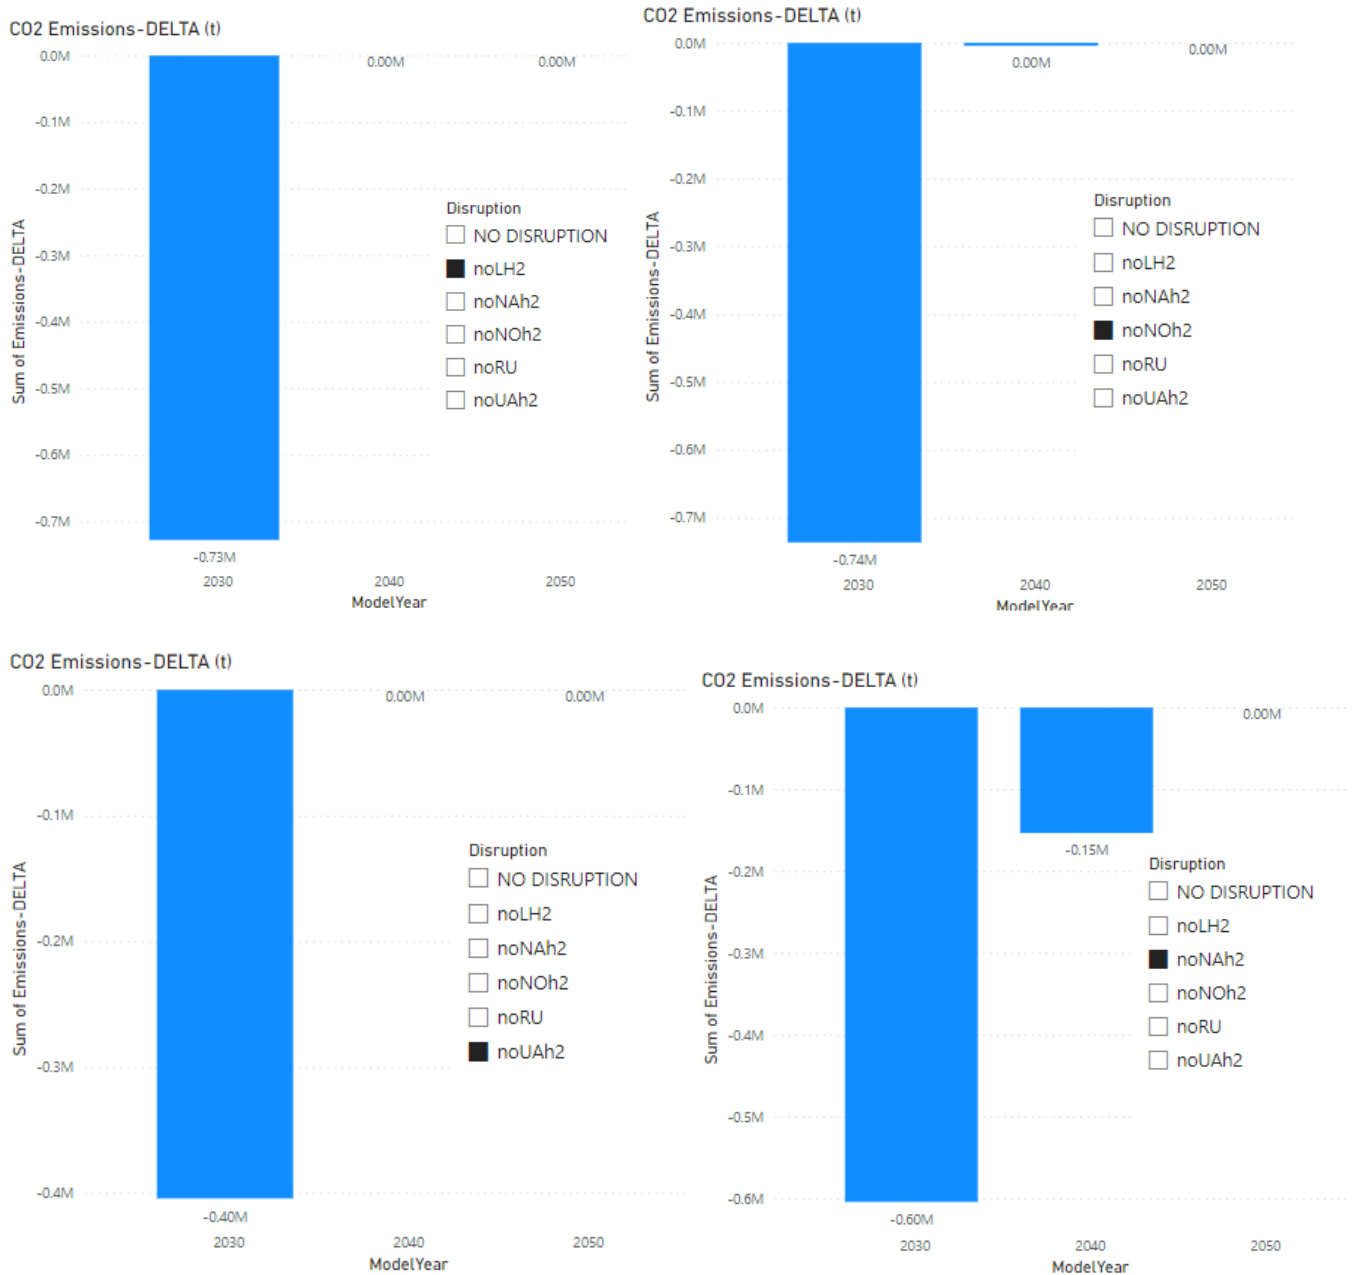 CO2 Emissions-DELTA (t)
0.0M
-0.1M
-0.2M
-0.3M
-0.4M
-0.5M
-0.6M
-0.7M
Sum of Emissions-DELTA
0.00M
0.00M
-0.73M
Disruption
NO DISRUPTION
noLH2
noNAh2
noNOh2
noRU
noUAh2
2030
2040
2050
ModelYear
CO2 Emissions-DELTA (t)
0.0M
-0.1M
-0.2M
-0.3M
-0.4M
-0.5M
-0.6M
-0.7M
Sum of Emissions-DELTA
0.00M
0.00M
-0.74M
Disruption
NO DISRUPTION
noLH2
noNAh2
noNOh2
noRU
noUAh2
2030
2040
2050
ModelYear
CO2 Emissions-DELTA (t)
0.0M
-0.1M
-0.2M
-0.3M
-0.4M
Sum of Emissions-DELTA
0.00M
0.00M
-0.40M
Disruption
NO DISRUPTION
noLH2
noNAh2
noNOh2
noRU
noUAh2
2030
2040
2050
ModelYear
CO2 Emissions-DELTA (t)
0.0M
-0.1M
-0.2M
-0.3M
-0.4M
-0.5M
-0.6M
Sum of Emissions-DELTA
0.00M
-0.15M
-0.60M
Disruption
NO DISRUPTION
noLH2
noNAh2
noNOh2
noRU
noUAh2
2030
2040
2050
ModelYear